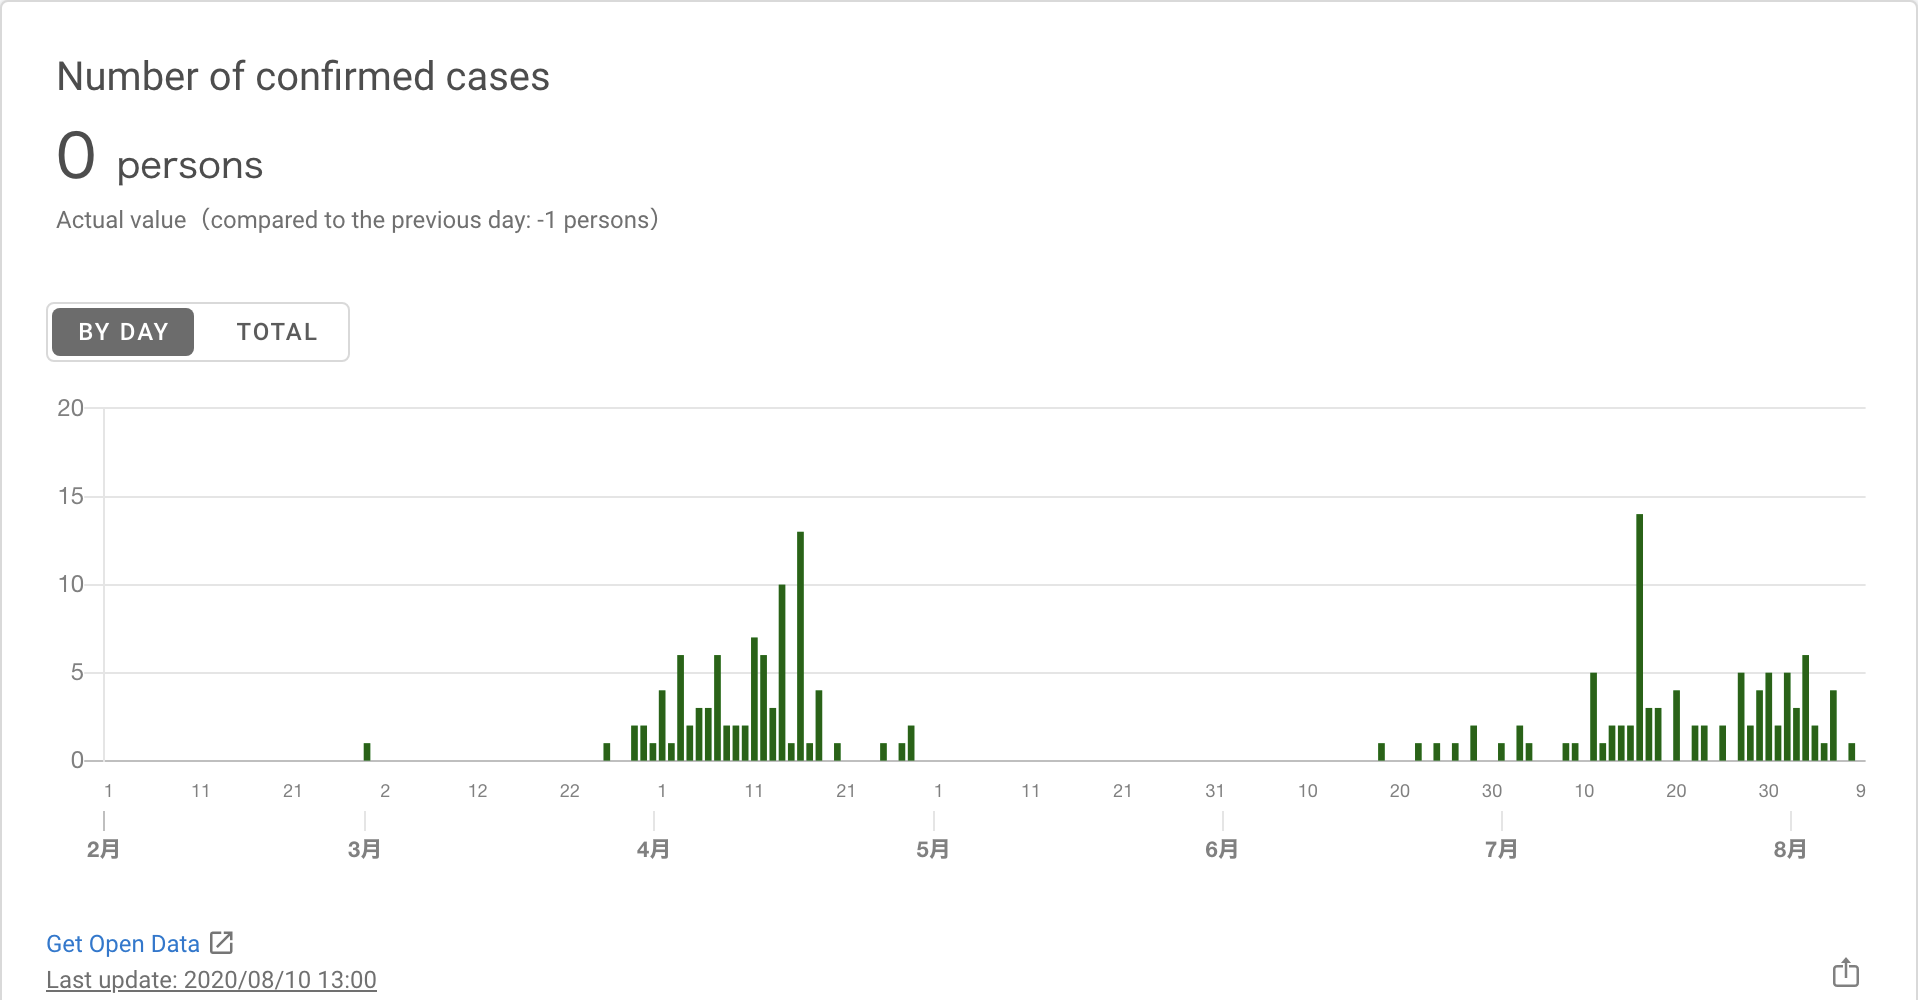 Number of confirmed cases
0 persons
Actual value（compared to the previous day: -1 persons）
BY DAY TOTAL
20
15
10
5
0
1 11 21 2 12 22 1 11 21 1 11 21 31 10 20 30 10 20 30 9
2月 3月 4月 5月 6月 7月 8月
Get Open Data
Last update: 2020/08/10 13:00